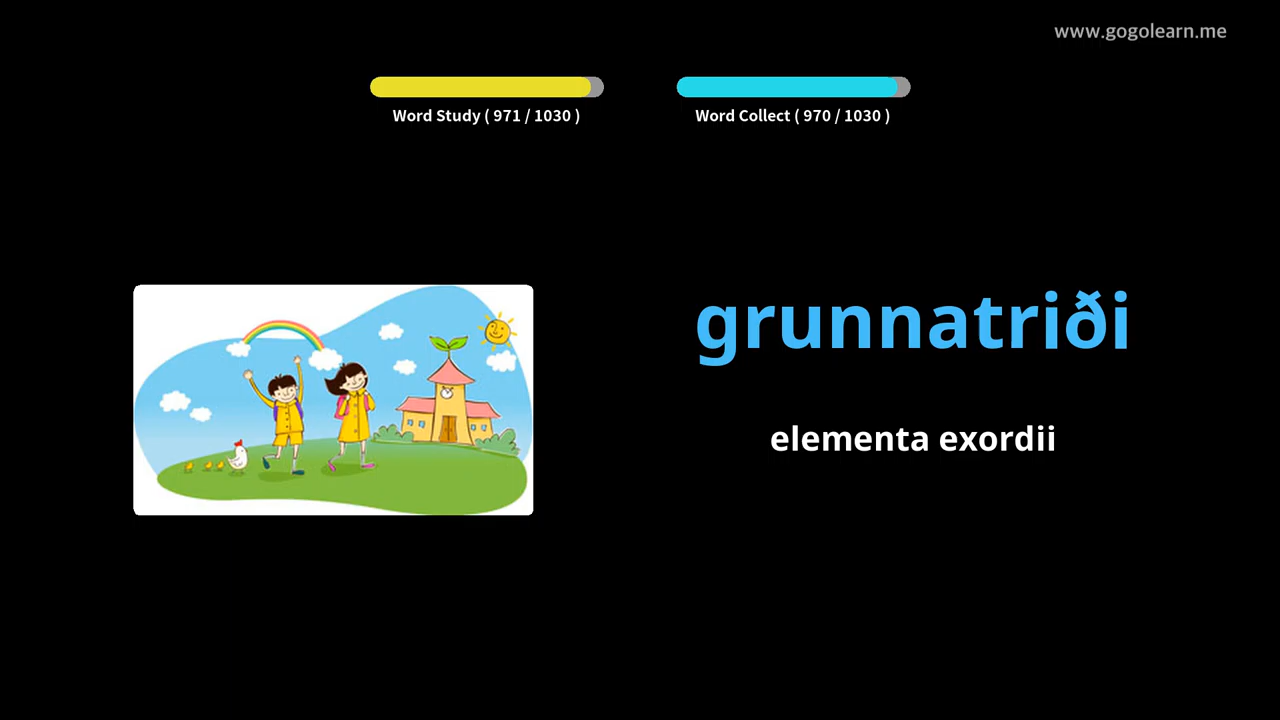 www.gogolearn.me
Word Study ( 971 / 1030 )
Word Collect ( 970 / 1030 )
grunnatriði
elementa exordii